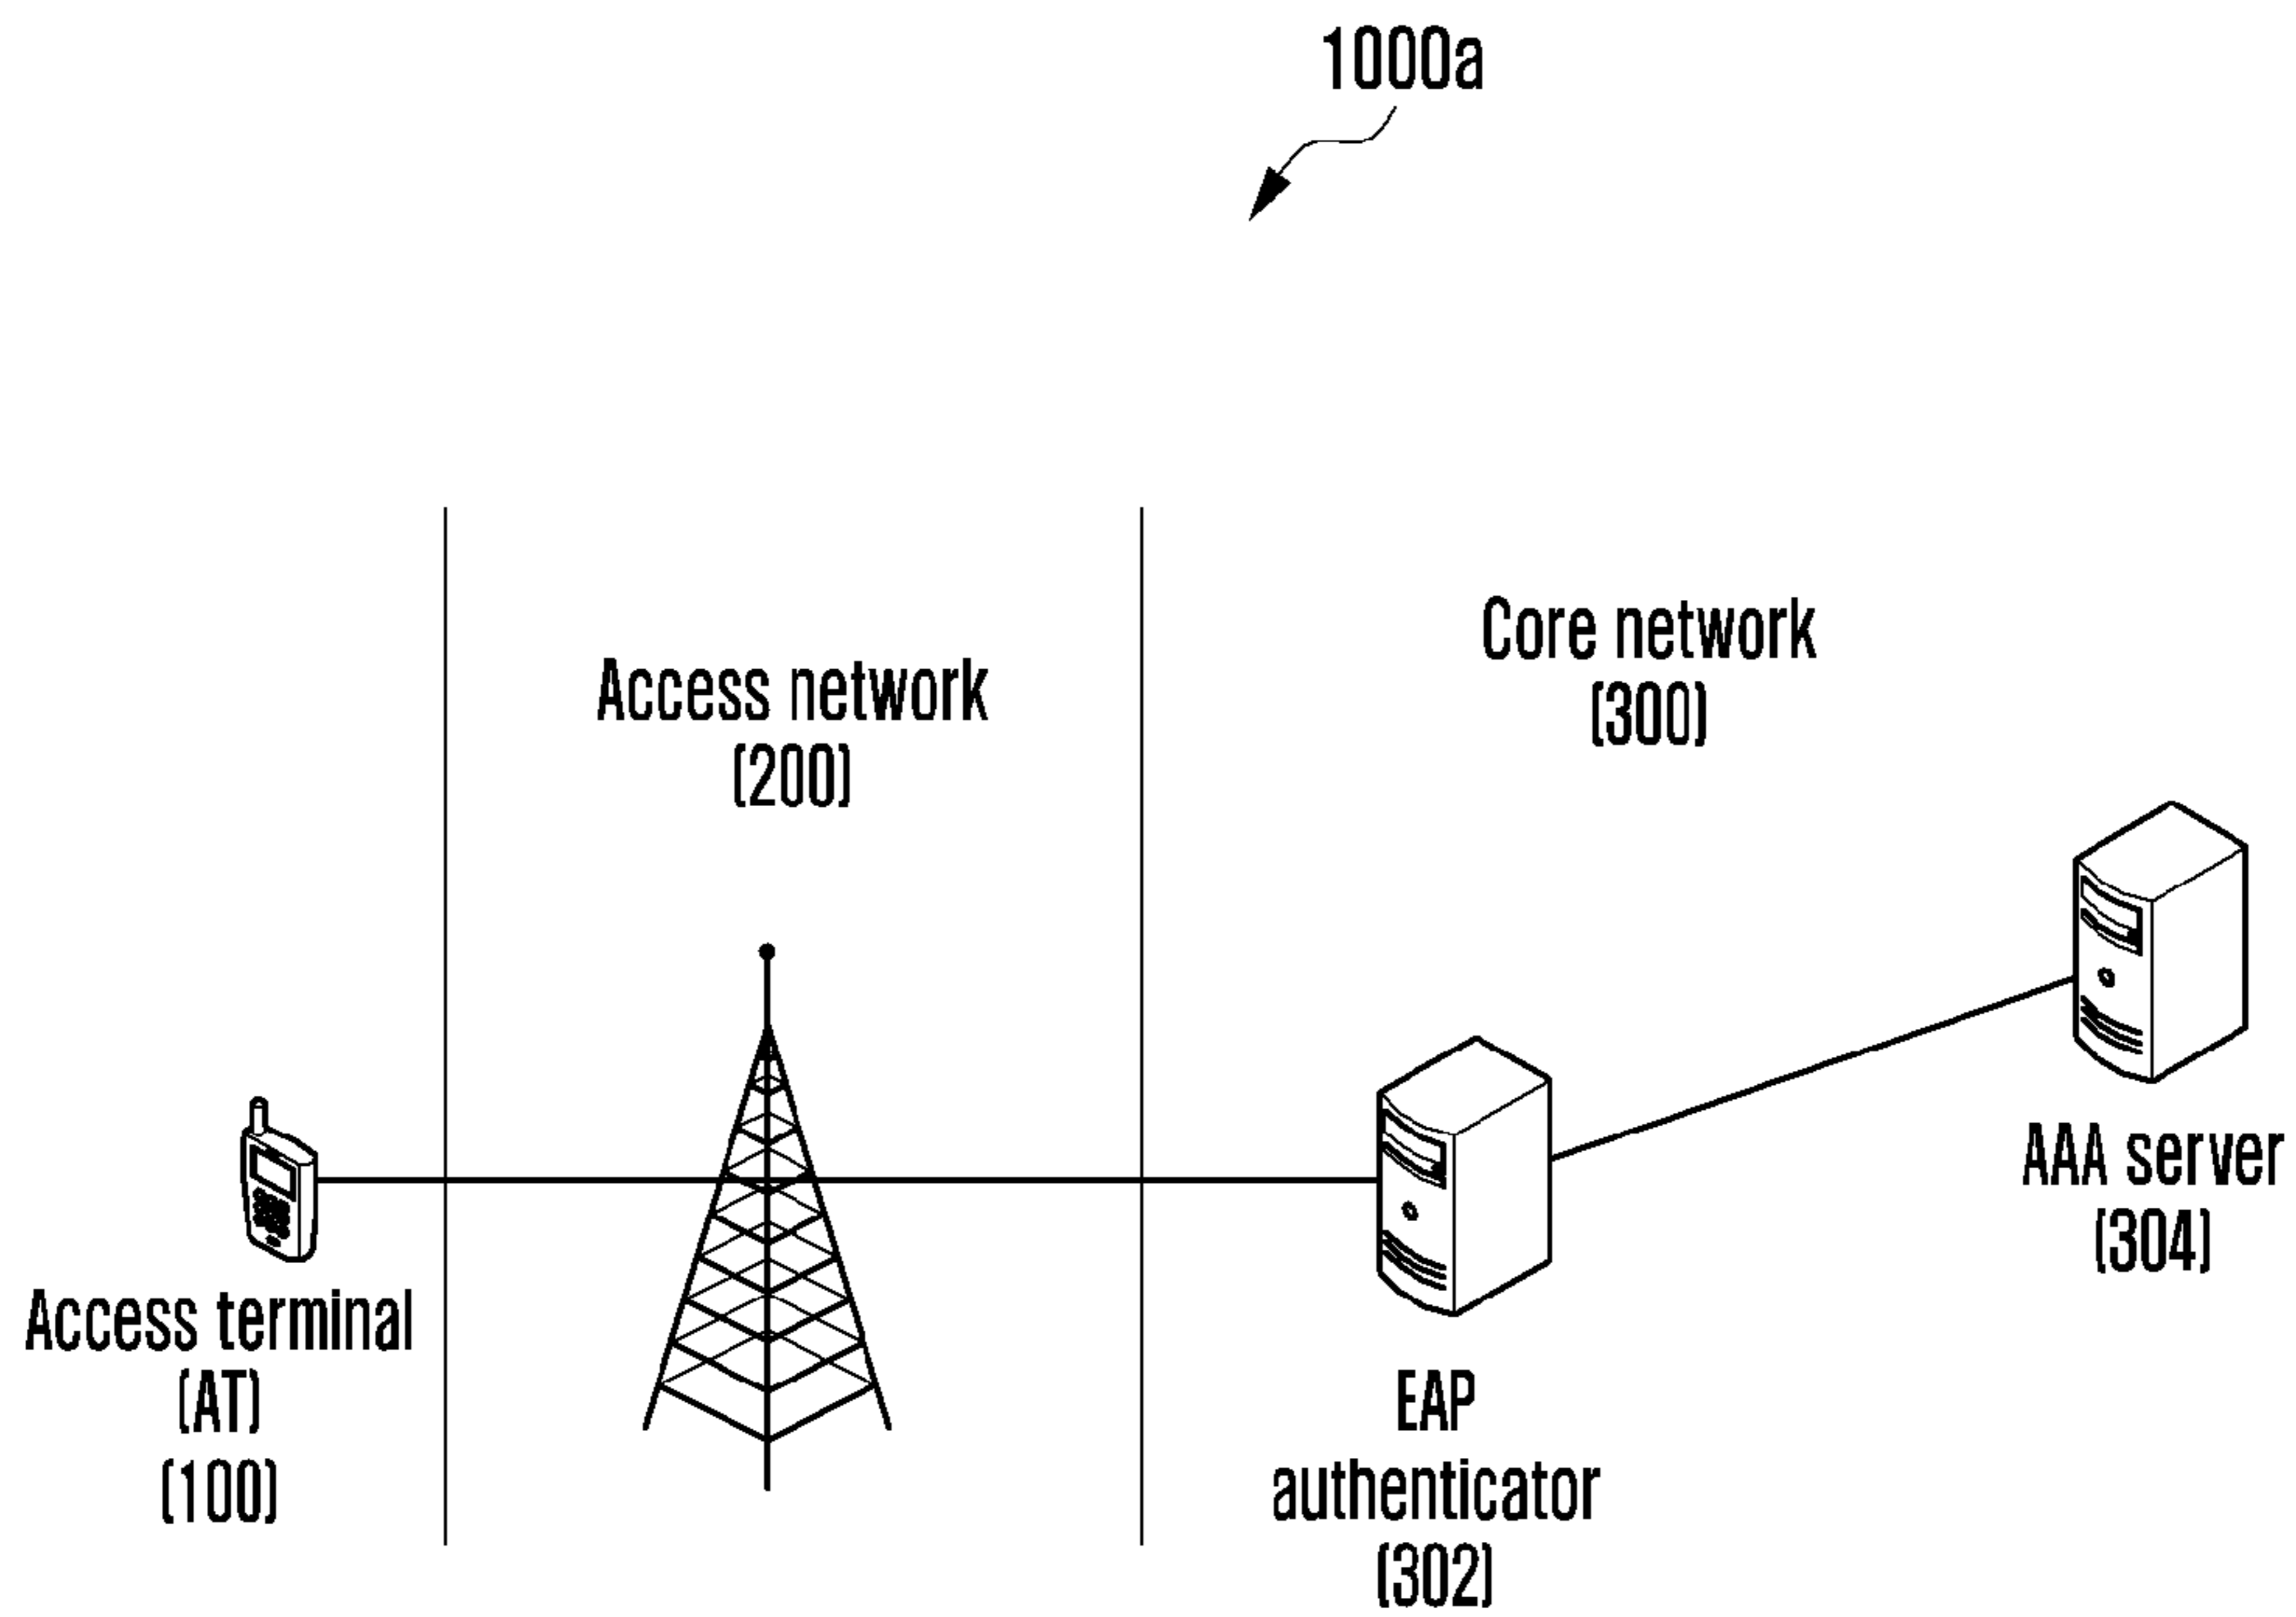 1000a
Core network
(300)
Access network
(200)
AAA server
(304)
Access terminal
(AT)
(100)
EAP
authenticator
(302)